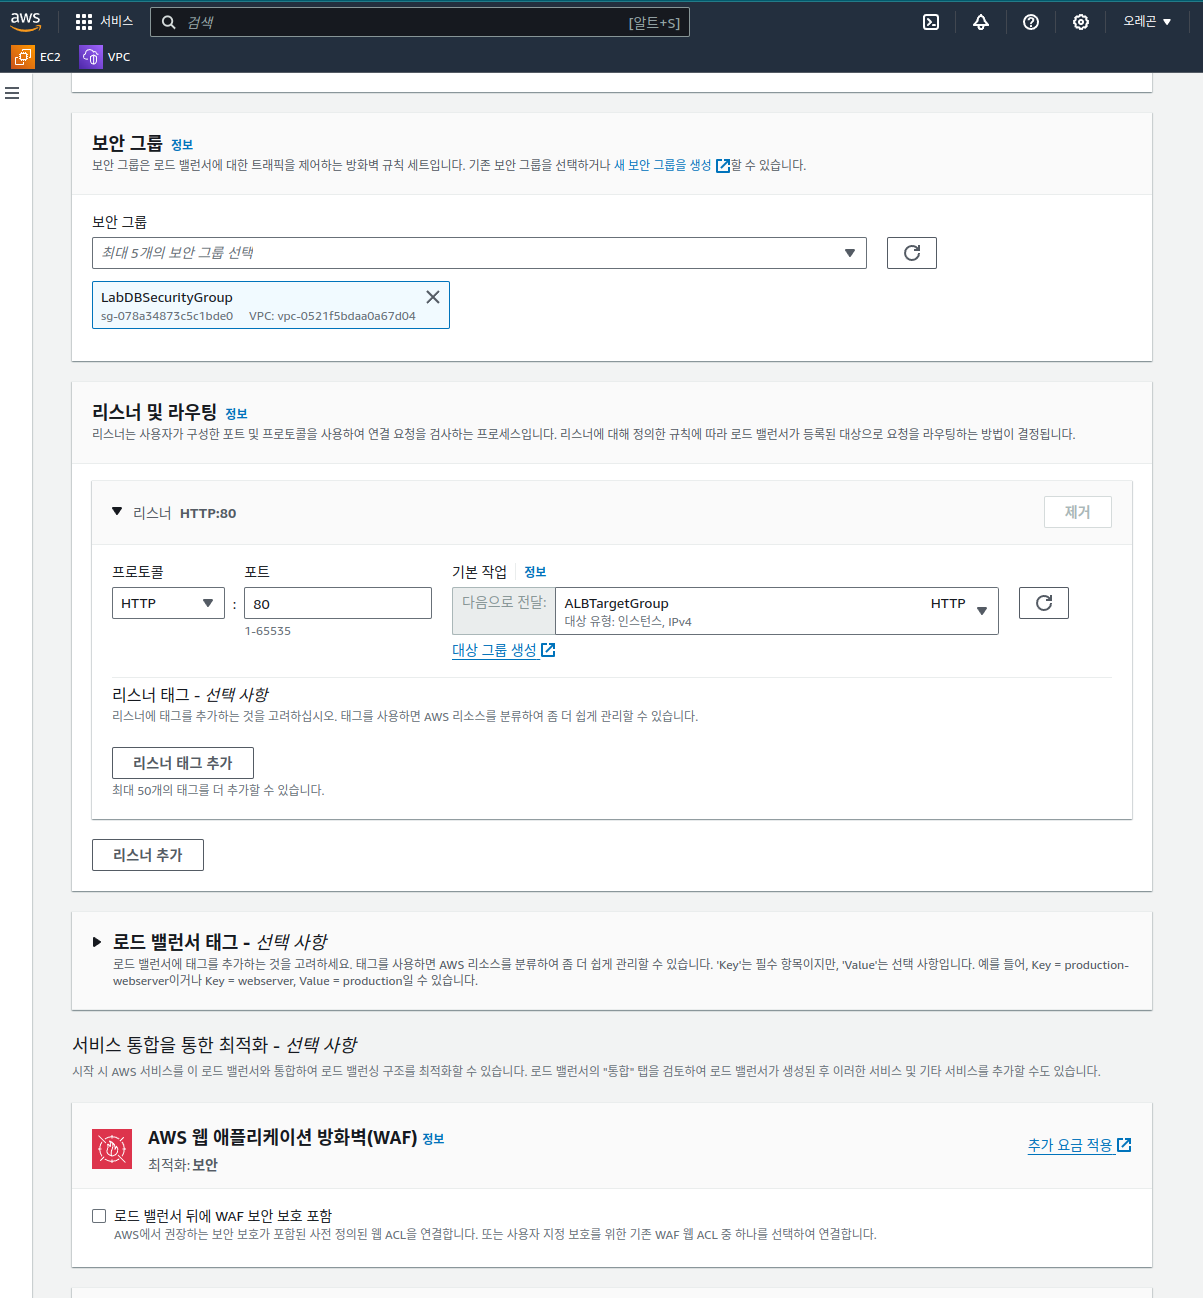 aws
서비스
검색
[알트+S]
오레곤
EC2
VPC
보안 그룹 정보
보안 그룹은 로드 밸런서에 대한 트래픽을 제어하는 방화벽 규칙 세트입니다. 기존 보안 그룹을 선택하거나 새 보안 그룹을 생성 할 수 있습니다.
보안 그룹
최대 5개의 보안 그룹 선택
LabDBSecurityGroup
sg-078a34873c5c1bde0 VPC: vpc-0521f5bdaa0a67d04
리스너 및 라우팅 정보
리스너는 사용자가 구성한 포트 및 프로토콜을 사용하여 연결 요청을 검사하는 프로세스입니다. 리스너에 대해 정의한 규칙에 따라 로드 밸런서가 등록된 대상으로 요청을 라우팅하는 방법이 결정됩니다.
리스너 HTTP:80
제거
프로토콜
포트
기본 작업
정보
HTTP
:
80
다음으로 전달:
ALBTargetGroup
HTTP
대상 유형: 인스턴스, IPv4
1-65535
대상 그룹 생성
리스너 태그 - 선택 사항
리스너에 태그를 추가하는 것을 고려하십시오. 태그를 사용하면 AWS 리소스를 분류하여 좀 더 쉽게 관리할 수 있습니다.
리스너 태그 추가
최대 50개의 태그를 더 추가할 수 있습니다.
리스너 추가
로드 밸런서 태그 - 선택 사항
로드 밸런서에 태그를 추가하는 것을 고려하세요. 태그를 사용하면 AWS 리소스를 분류하여 좀 더 쉽게 관리할 수 있습니다. 'Key'는 필수 항목이지만, 'Value'는 선택 사항입니다. 예를 들어, Key = production-
webserver이거나 Key = webserver, Value = production일 수 있습니다.
서비스 통합을 통한 최적화 - 선택 사항
시작 시 AWS 서비스를 이 로드 밸런서와 통합하여 로드 밸런싱 구조를 최적화할 수 있습니다. 로드 밸런서의 "통합" 탭을 검토하여 로드 밸런서가 생성된 후 이러한 서비스 및 기타 서비스를 추가할 수도 있습니다.
AWS 웹 애플리케이션 방화벽(WAF) 정보
최적화: 보안
추가 요금 적용
로드 밸런서 뒤에 WAF 보안 보호 포함
AWS에서 권장하는 보안 보호가 포함된 사전 정의된 웹 ACL을 연결합니다. 또는 사용자 지정 보호를 위한 기존 WAF 웹 ACL 중 하나를 선택하여 연결합니다.